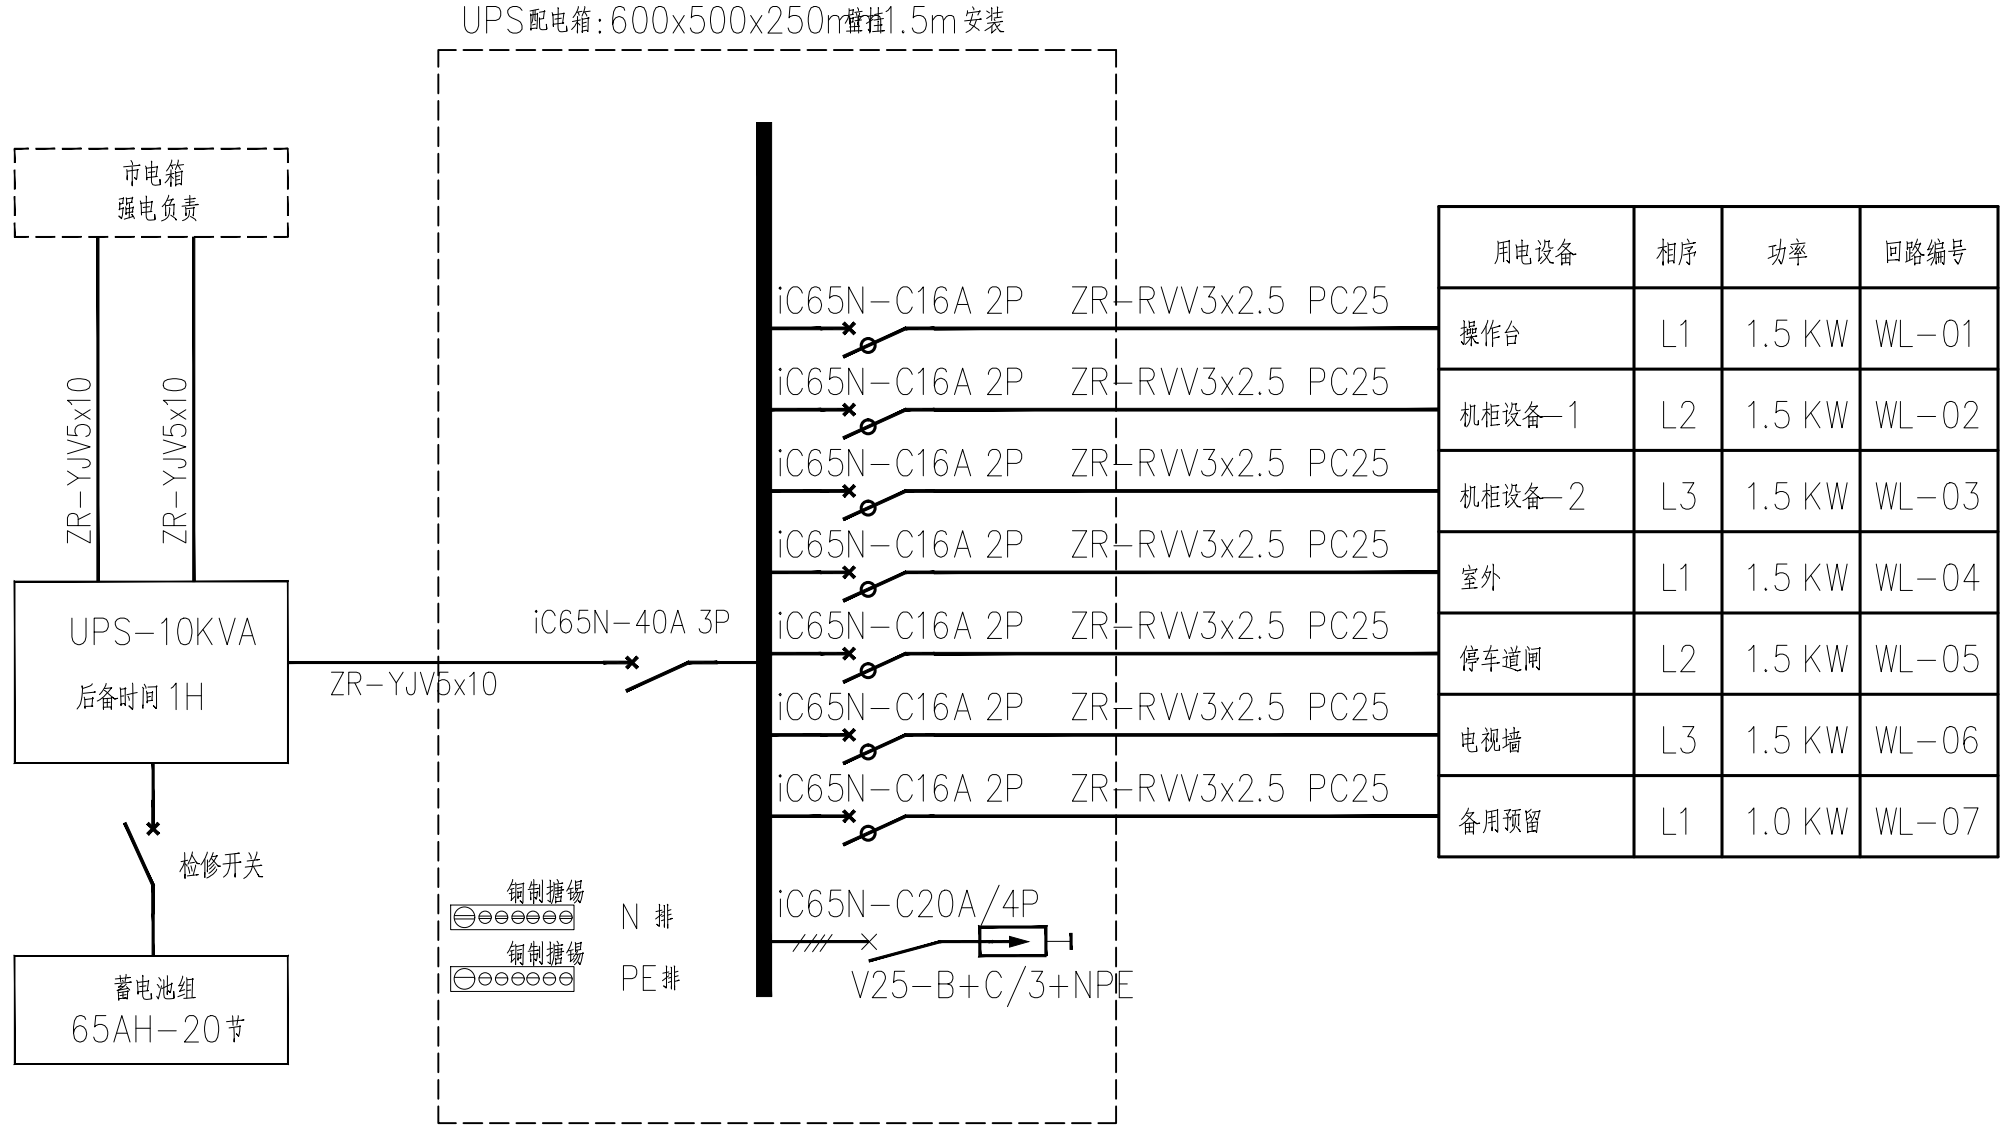 UPS配电箱:600x500x250mm壁挂1.5m安装
市电箱
强电负责
ZR-YJV5x10
ZR-YJV5x10
UPS-10KVA
后备时间1H
检修开关
蓄电池组
65AH-20节
ZR-YJV5x10
iC65N-40A 3P
iC65N-C16A 2P ZR-RVV3x2.5 PC25
iC65N-C16A 2P ZR-RVV3x2.5 PC25
iC65N-C16A 2P ZR-RVV3x2.5 PC25
iC65N-C16A 2P ZR-RVV3x2.5 PC25
iC65N-C16A 2P ZR-RVV3x2.5 PC25
iC65N-C16A 2P ZR-RVV3x2.5 PC25
iC65N-C16A 2P ZR-RVV3x2.5 PC25
iC65N-C20A/4P
V25-B+C/3+NPE
铜制搪锡
N 排
铜制搪锡
PE排
用电设备 相序 功率 回路编号
操作台 L1 1.5 KW WL-01
机柜设备-1 L2 1.5 KW WL-02
机柜设备-2 L3 1.5 KW WL-03
室外 L1 1.5 KW WL-04
停车道闸 L2 1.5 KW WL-05
电视墙 L3 1.5 KW WL-06
备用预留 L1 1.0 KW WL-07